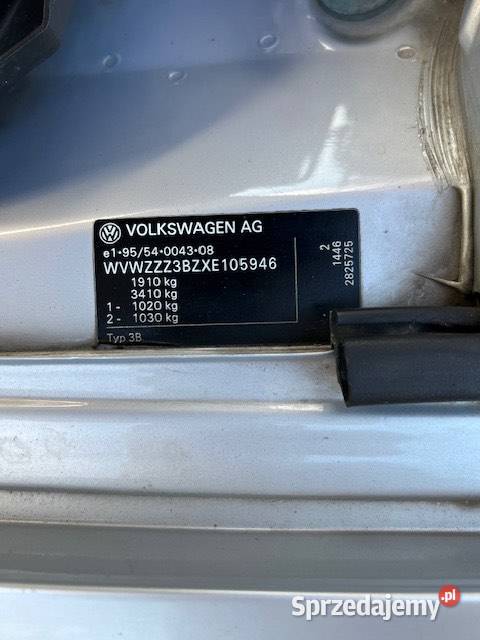 VOLKSWAGEN AG
e1*95/54*0043*08
WVWZZZ3BZXE105946
1910 kg
3410 kg
1 - 1020 kg
2 - 1030 kg
Typ 3B
2
1446
2825725
Sprzedajemy.pl